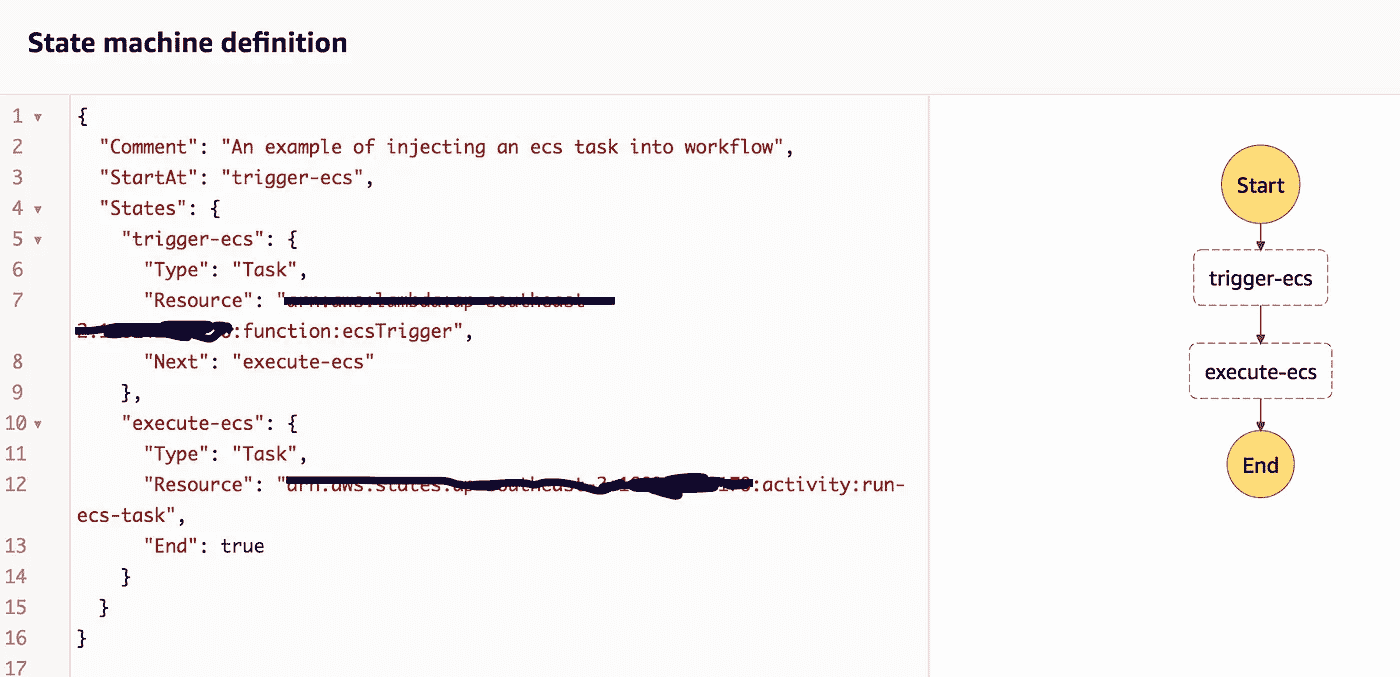 State machine definition
1 {
2 "Comment": "An example of injecting an ecs task into workflow",
3 "StartAt": "trigger-ecs",
4 "States": {
5 "trigger-ecs": {
6 "Type": "Task",
7 "Resource": "
:function:ecsTrigger",
8 "Next": "execute-ecs"
9 },
10 "execute-ecs": {
11 "Type": "Task",
12 "Resource": " :activity:run-
ecs-task",
13 "End": true
14 }
15 }
16 }
17
Start
trigger-ecs
execute-ecs
End